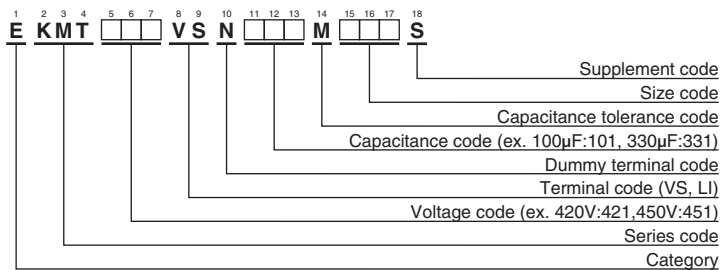 1 2 3 4 5 6 7 8 9 10 11 12 13 14 15 16 17 18
E KMT □□□ VS N □□□ M □□□ S
Supplement code
Size code
Capacitance tolerance code
Capacitance code (ex. 100μF:101, 330μF:331)
Dummy terminal code
Terminal code (VS, LI)
Voltage code (ex. 420V:421,450V:451)
Series code
Category